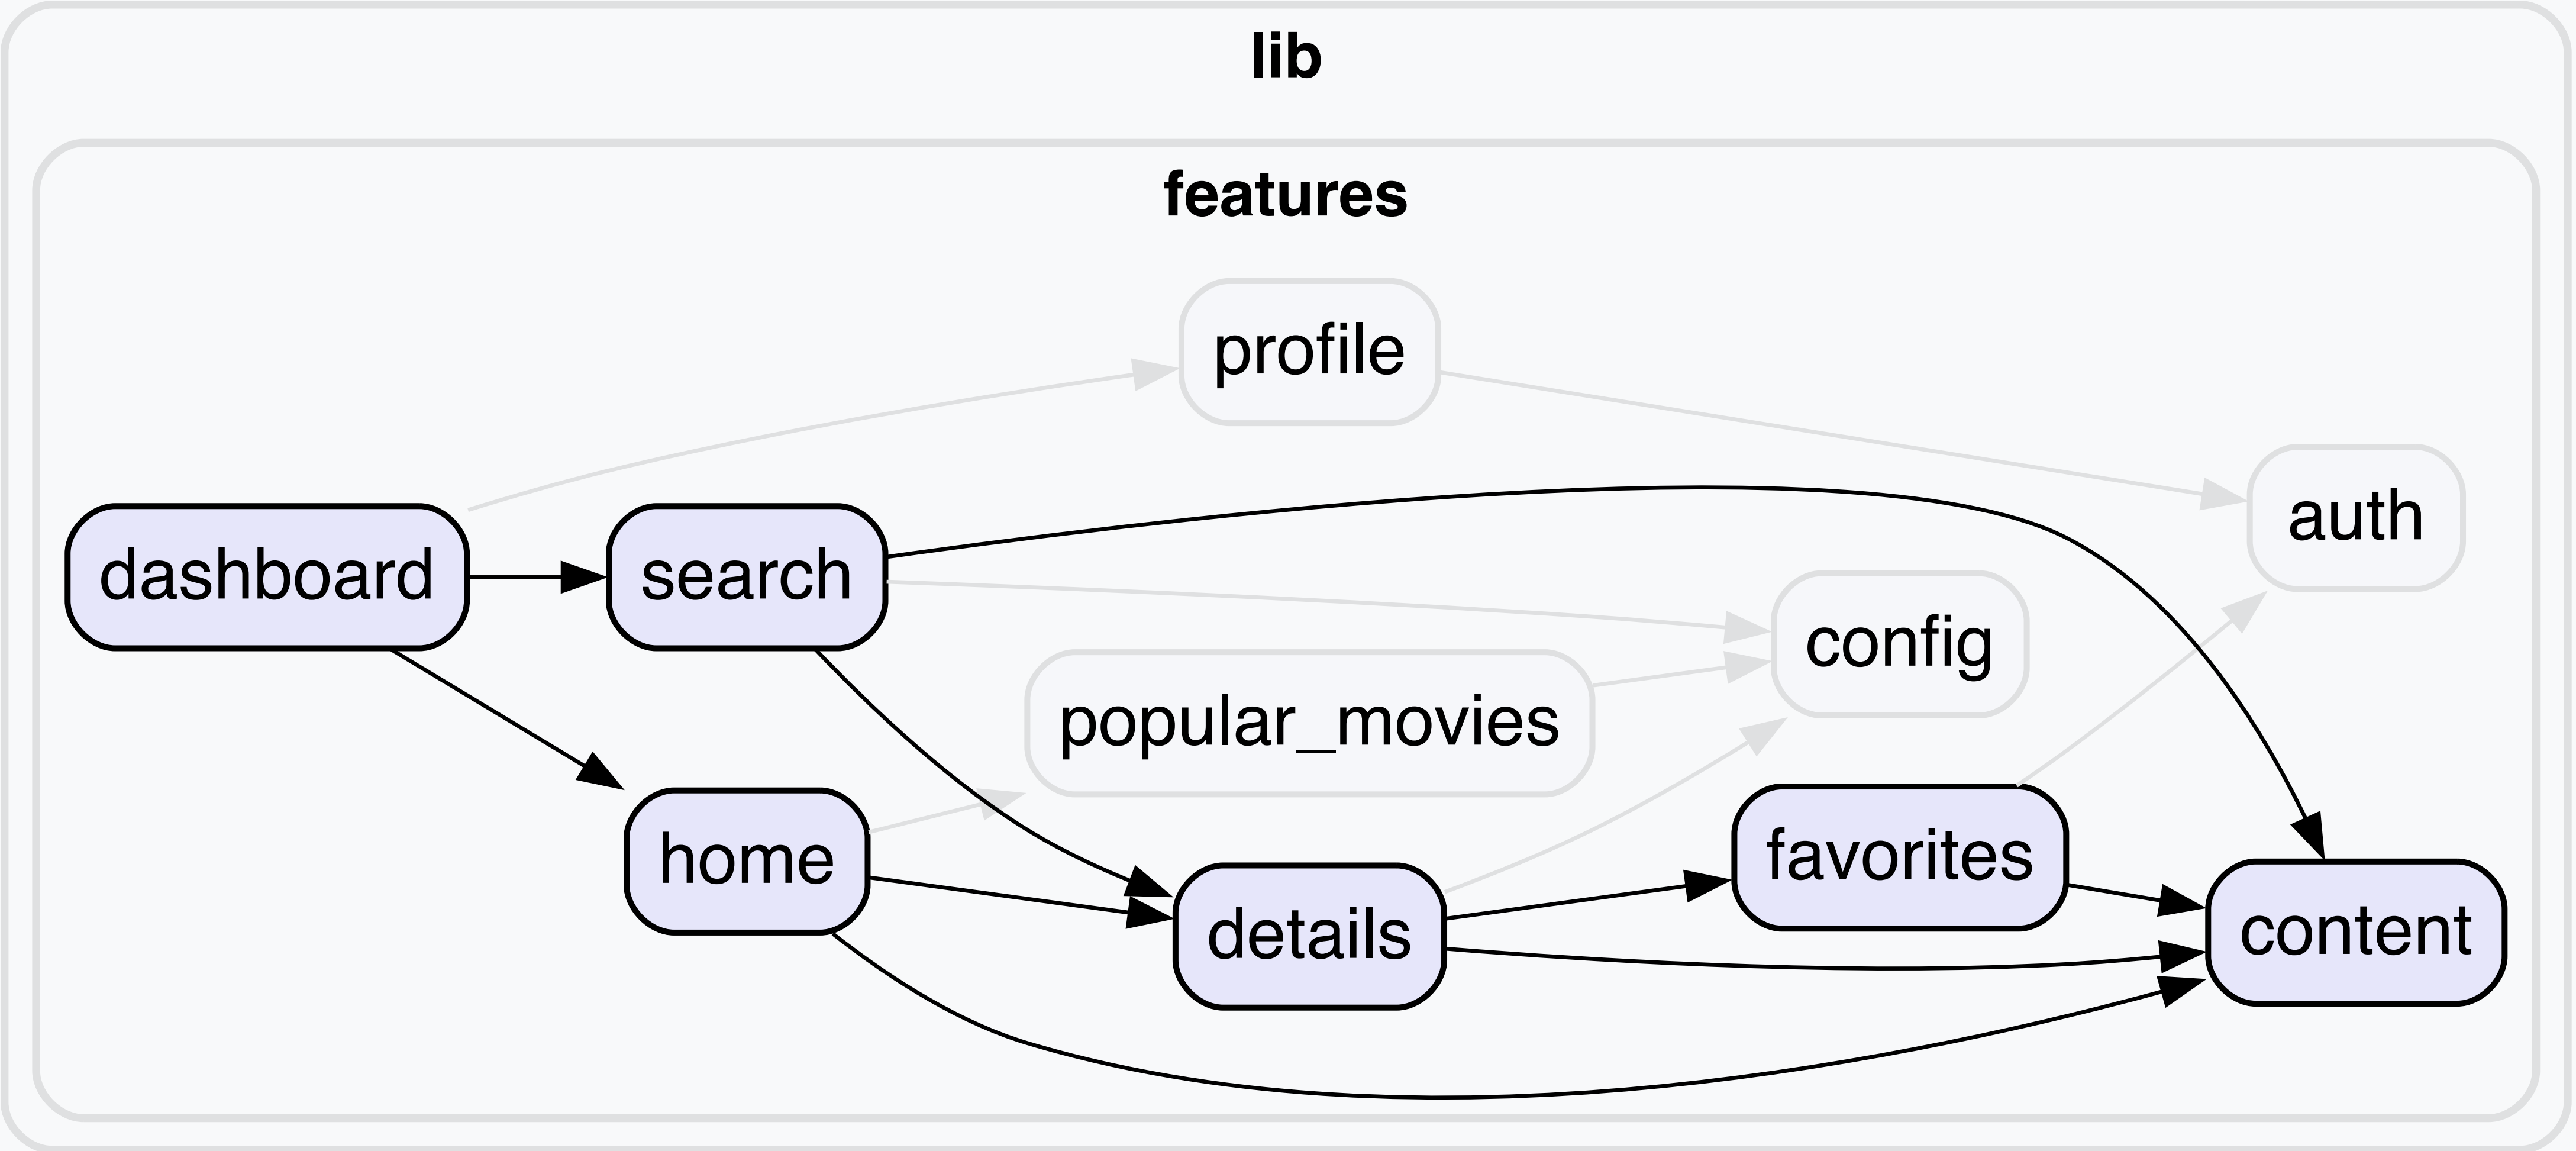 lib
features
profile
auth
dashboard
search
config
popular_movies
home
favorites
details
content